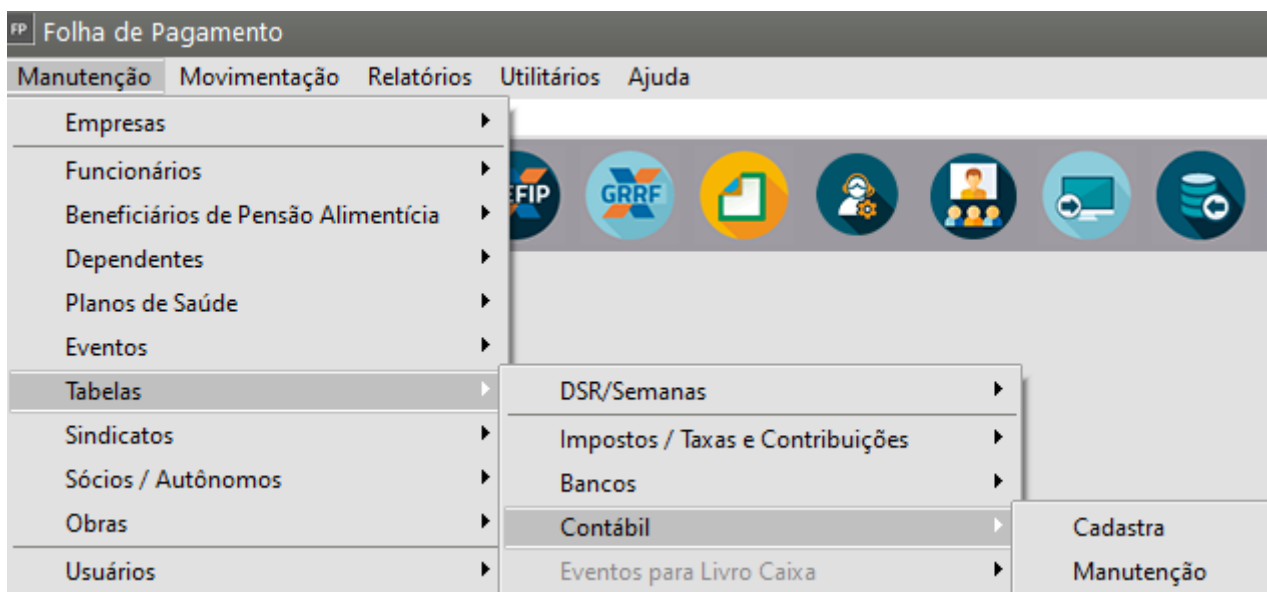 FP Folha de Pagamento
Manutenção Movimentação Relatórios Utilitários Ajuda
Empresas
Funcionários
EFIP GRRF
Beneficiários de Pensão Alimentícia
Dependentes
Planos de Saúde
Eventos
Tabelas DSR/Semanas
Sindicatos Impostos / Taxas e Contribuições
Sócios / Autônomos Bancos
Obras Contábil Cadastra
Usuários Eventos para Livro Caixa Manutenção